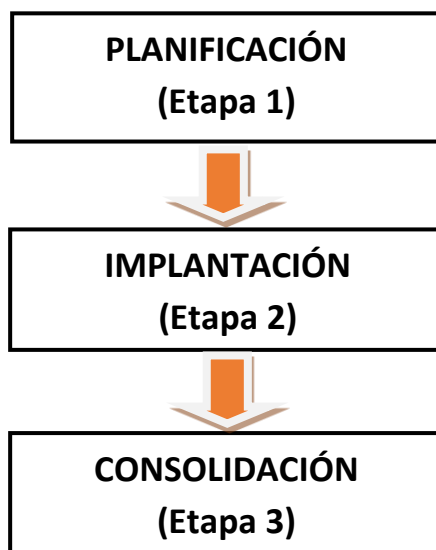 PLANIFICACIÓN
(Etapa 1)
IMPLANTACIÓN
(Etapa 2)
CONSOLIDACIÓN
(Etapa 3)